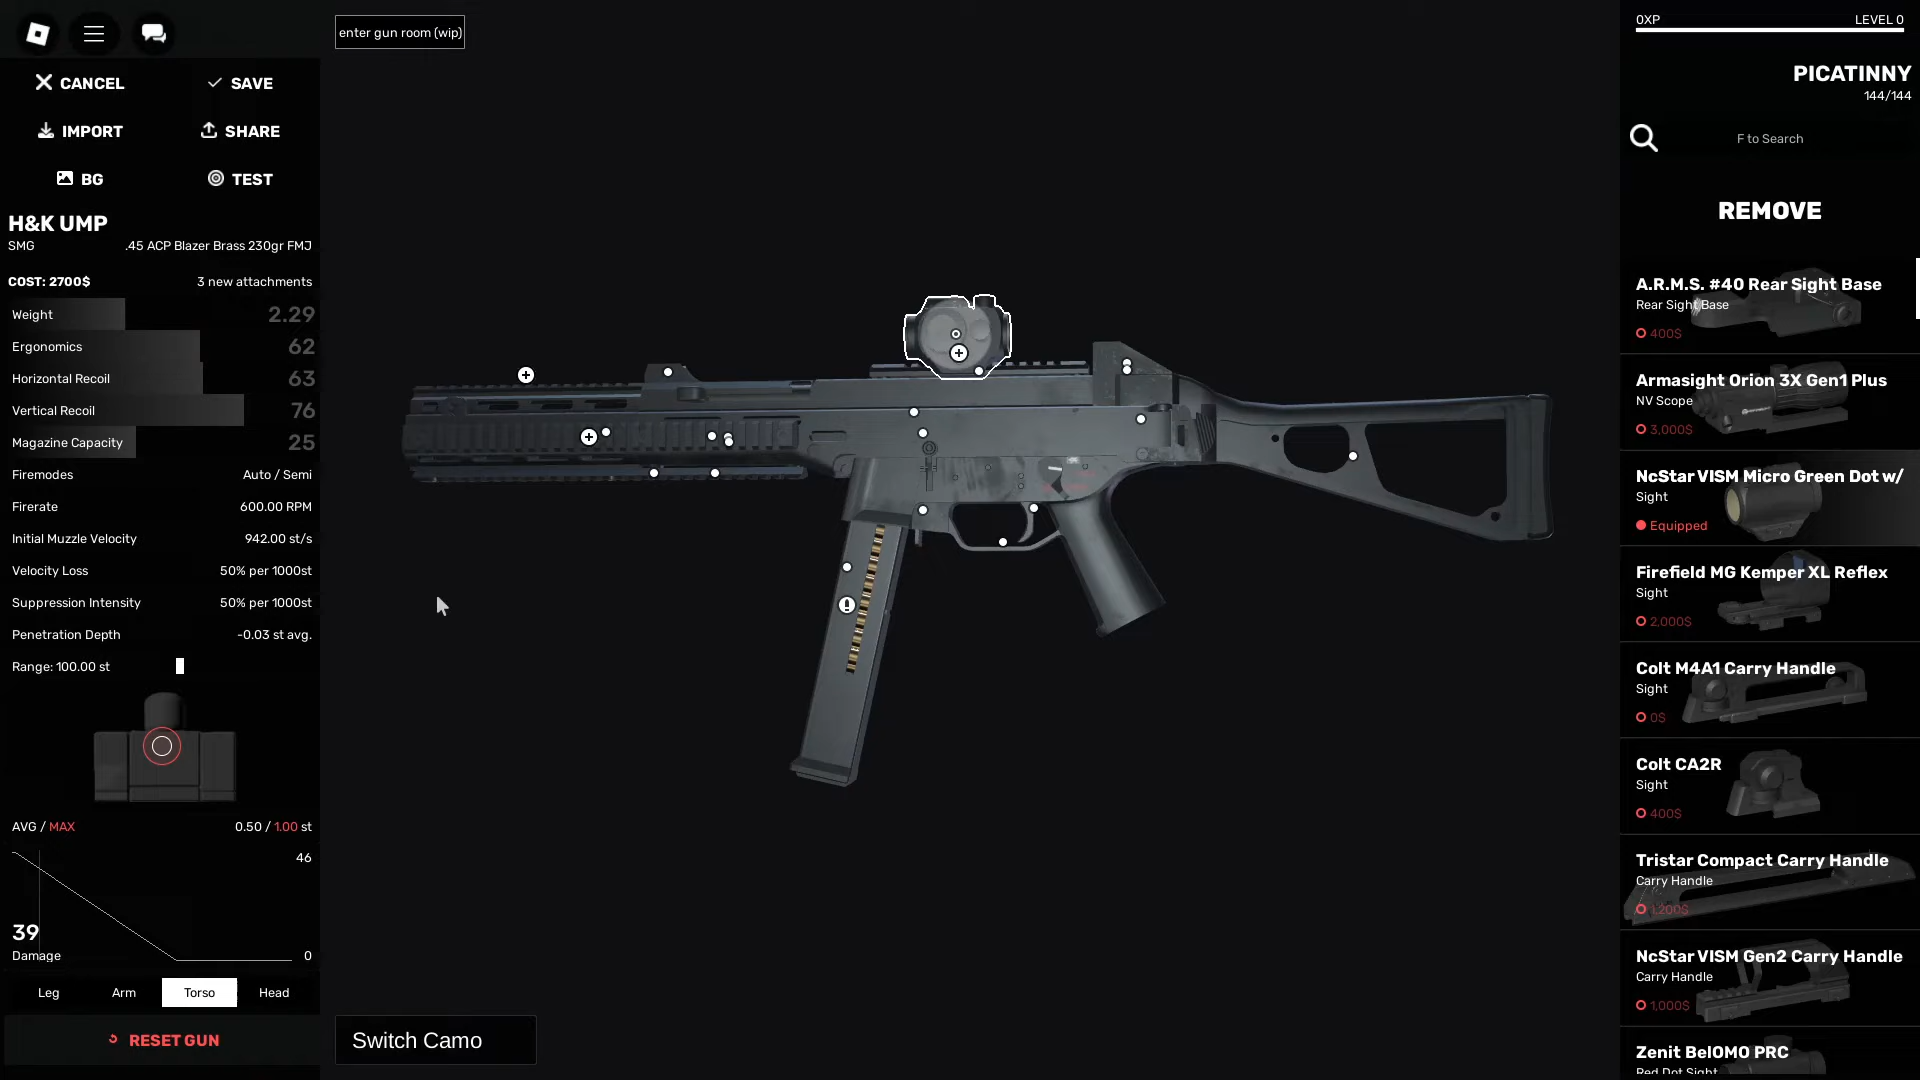 enter gun room (wip)
CANCEL
SAVE
IMPORT
SHARE
BG
TEST
H&K UMP
SMG
.45 ACP Blazer Brass 230gr FMJ
COST: 2700$
3 new attachments
Weight
2.29
Ergonomics
62
Horizontal Recoil
63
Vertical Recoil
76
Magazine Capacity
25
Firemodes
Auto / Semi
Firerate
600.00 RPM
Initial Muzzle Velocity
942.00 st/s
Velocity Loss
50% per 1000st
Suppression Intensity
50% per 1000st
Penetration Depth
-0.03 st avg.
Range: 100.00 st
AVG / MAX
0.50 / 1.00 st
46
39
Damage
0
Leg
Arm
Torso
Head
RESET GUN
Switch Camo
0XP
LEVEL 0
PICATINNY
144/144
F to Search
REMOVE
A.R.M.S. #40 Rear Sight Base
Rear Sight Base
400$
Armasight Orion 3X Gen1 Plus
NV Scope
3,000$
NcStar VISM Micro Green Dot w/
Sight
Equipped
Firefield MG Kemper XL Reflex
Sight
2,000$
Colt M4A1 Carry Handle
Sight
0$
Colt CA2R
Sight
400$
Tristar Compact Carry Handle
Carry Handle
1,200$
NcStar VISM Gen2 Carry Handle
Carry Handle
1,000$
Zenit BelOMO PRC
Red Dot Sight